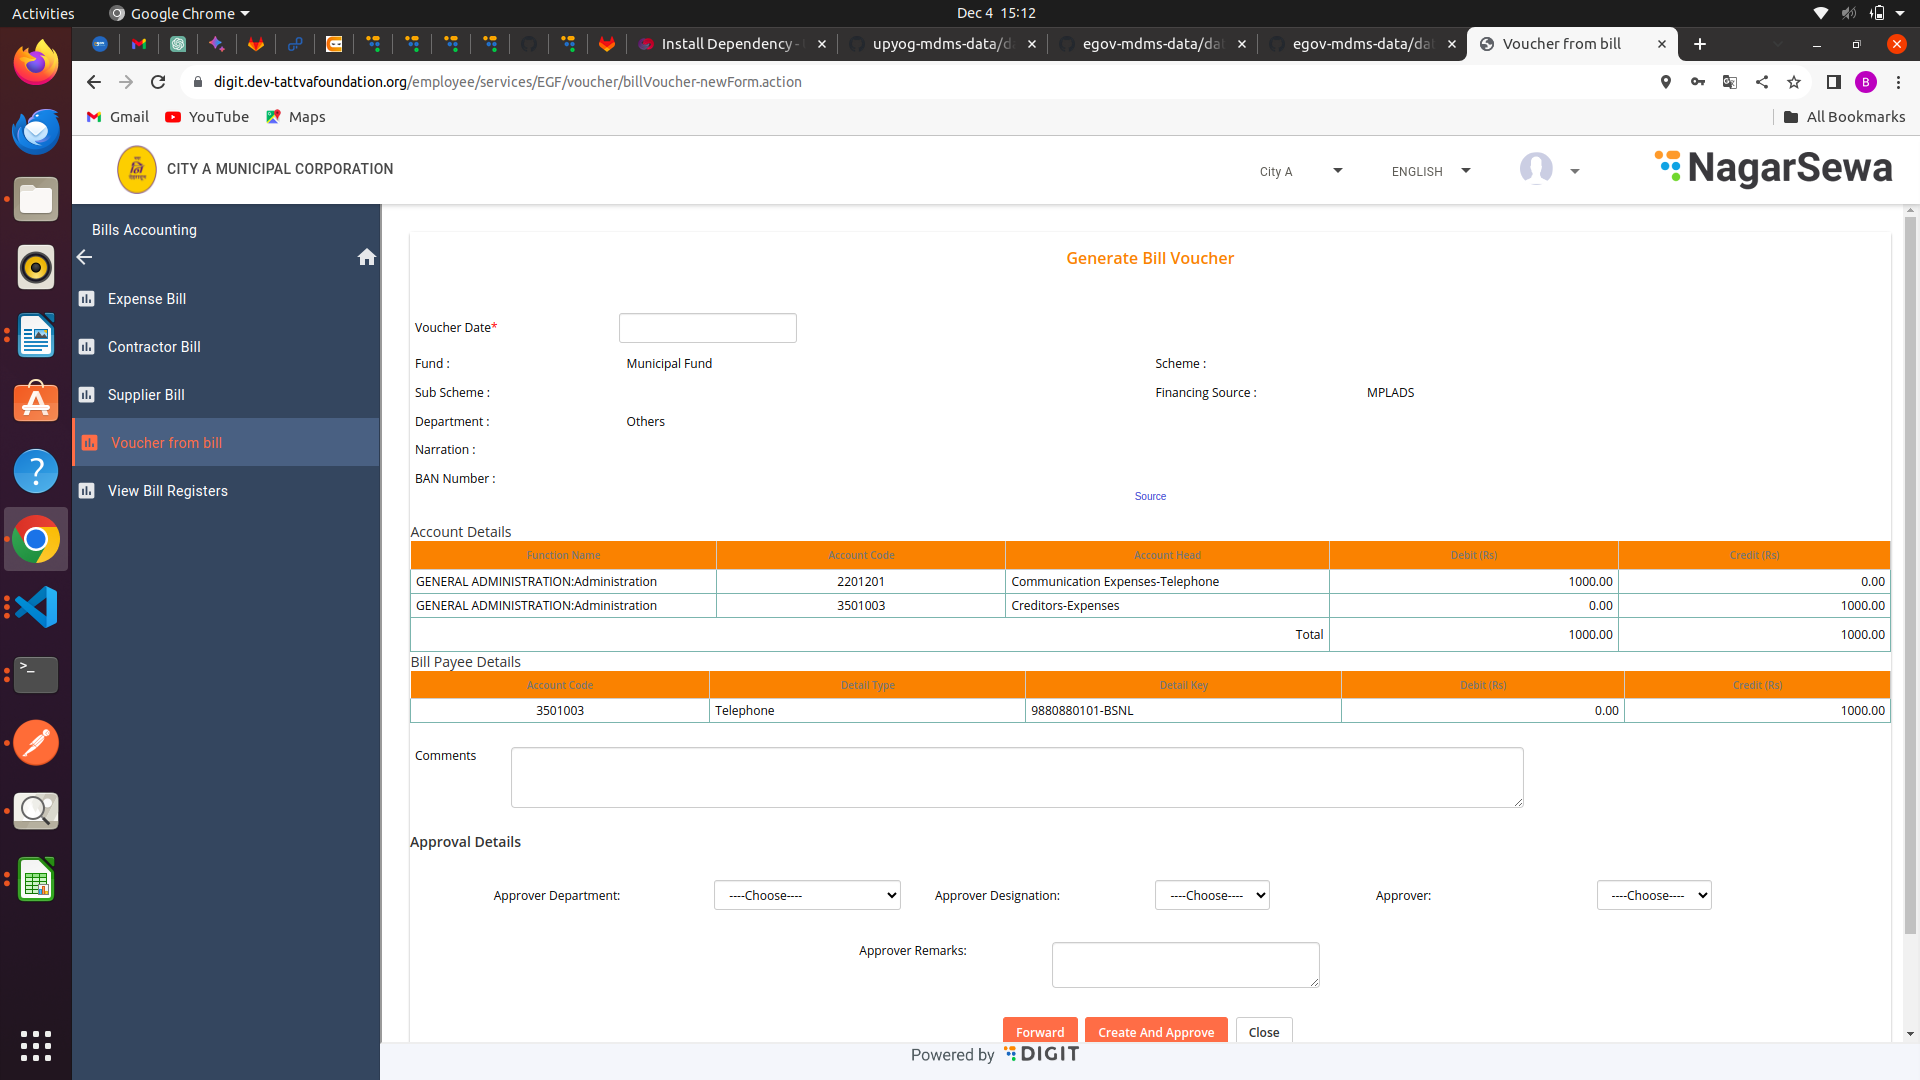 Activities Google Chrome Dec 4 15:12
Install Dependency - upyog-mdms-data/da egov-mdms-data/dat egov-mdms-data/dat Voucher from bill
digit.dev-tattvafoundation.org/employee/services/EGF/voucher/billVoucher-newForm.action B
Gmail YouTube Maps All Bookmarks
CITY A MUNICIPAL CORPORATION City A ENGLISH NagarSewa
Bills Accounting
Expense Bill
Contractor Bill
Supplier Bill
Voucher from bill
View Bill Registers
Generate Bill Voucher
Voucher Date*
Fund : Municipal Fund Scheme :
Sub Scheme : Financing Source : MPLADS
Department : Others
Narration :
BAN Number :
Source
Account Details
Function Name Account Code Account Head Debit (Rs) Credit (Rs)
GENERAL ADMINISTRATION:Administration 2201201 Communication Expenses-Telephone 1000.00 0.00
GENERAL ADMINISTRATION:Administration 3501003 Creditors-Expenses 0.00 1000.00
Total 1000.00 1000.00
Bill Payee Details
Account Code Detail Type Detail Key Debit (Rs) Credit (Rs)
3501003 Telephone 9880880101-BSNL 0.00 1000.00
Comments
Approval Details
Approver Department: ----Choose---- Approver Designation: ----Choose---- Approver: ----Choose----
Approver Remarks:
Forward Create And Approve Close
Powered by DIGIT